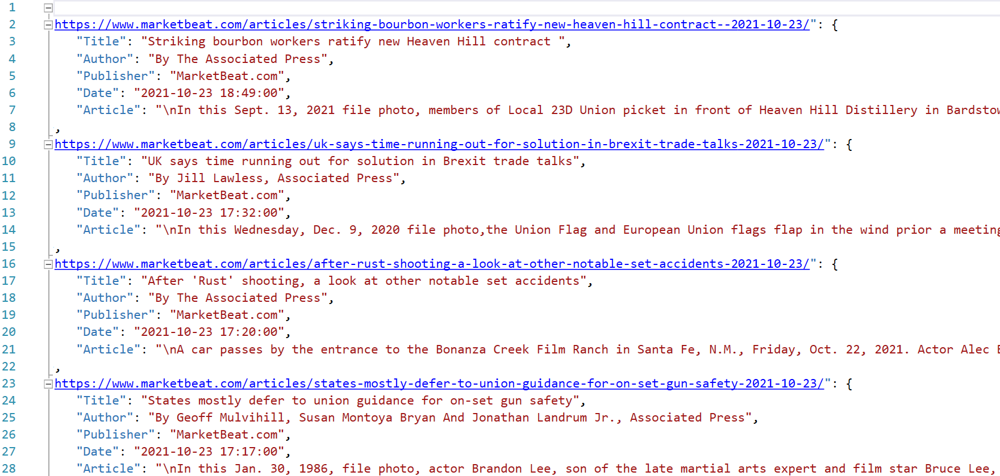 1
2 https://www.marketbeat.com/articles/striking-bourbon-workers-ratify-new-heaven-hill-contract--2021-10-23/": {
3 "Title": "Striking bourbon workers ratify new Heaven Hill contract ",
4 "Author": "By The Associated Press",
5 "Publisher": "MarketBeat.com",
6 "Date": "2021-10-23 18:49:00",
7 "Article": "\nIn this Sept. 13, 2021 file photo, members of Local 23D Union picket in front of Heaven Hill Distillery in Bardstow
8 ,
9 https://www.marketbeat.com/articles/uk-says-time-running-out-for-solution-in-brexit-trade-talks-2021-10-23/": {
10 "Title": "UK says time running out for solution in Brexit trade talks",
11 "Author": "By Jill Lawless, Associated Press",
12 "Publisher": "MarketBeat.com",
13 "Date": "2021-10-23 17:32:00",
14 "Article": "\nIn this Wednesday, Dec. 9, 2020 file photo,the Union Flag and European Union flags flap in the wind prior a meeting
15 ,
16 https://www.marketbeat.com/articles/after-rust-shooting-a-look-at-other-notable-set-accidents-2021-10-23/": {
17 "Title": "After 'Rust' shooting, a look at other notable set accidents",
18 "Author": "By The Associated Press",
19 "Publisher": "MarketBeat.com",
20 "Date": "2021-10-23 17:20:00",
21 "Article": "\nA car passes by the entrance to the Bonanza Creek Film Ranch in Santa Fe, N.M., Friday, Oct. 22, 2021. Actor Alec
22 ,
23 https://www.marketbeat.com/articles/states-mostly-defer-to-union-guidance-for-on-set-gun-safety-2021-10-23/": {
24 "Title": "States mostly defer to union guidance for on-set gun safety",
25 "Author": "By Geoff Mulvihill, Susan Montoya Bryan And Jonathan Landrum Jr., Associated Press",
26 "Publisher": "MarketBeat.com",
27 "Date": "2021-10-23 17:17:00",
28 "Article": "\nIn this Jan. 30, 1986, file photo, actor Brandon Lee, son of the late martial arts expert and film star Bruce Lee,